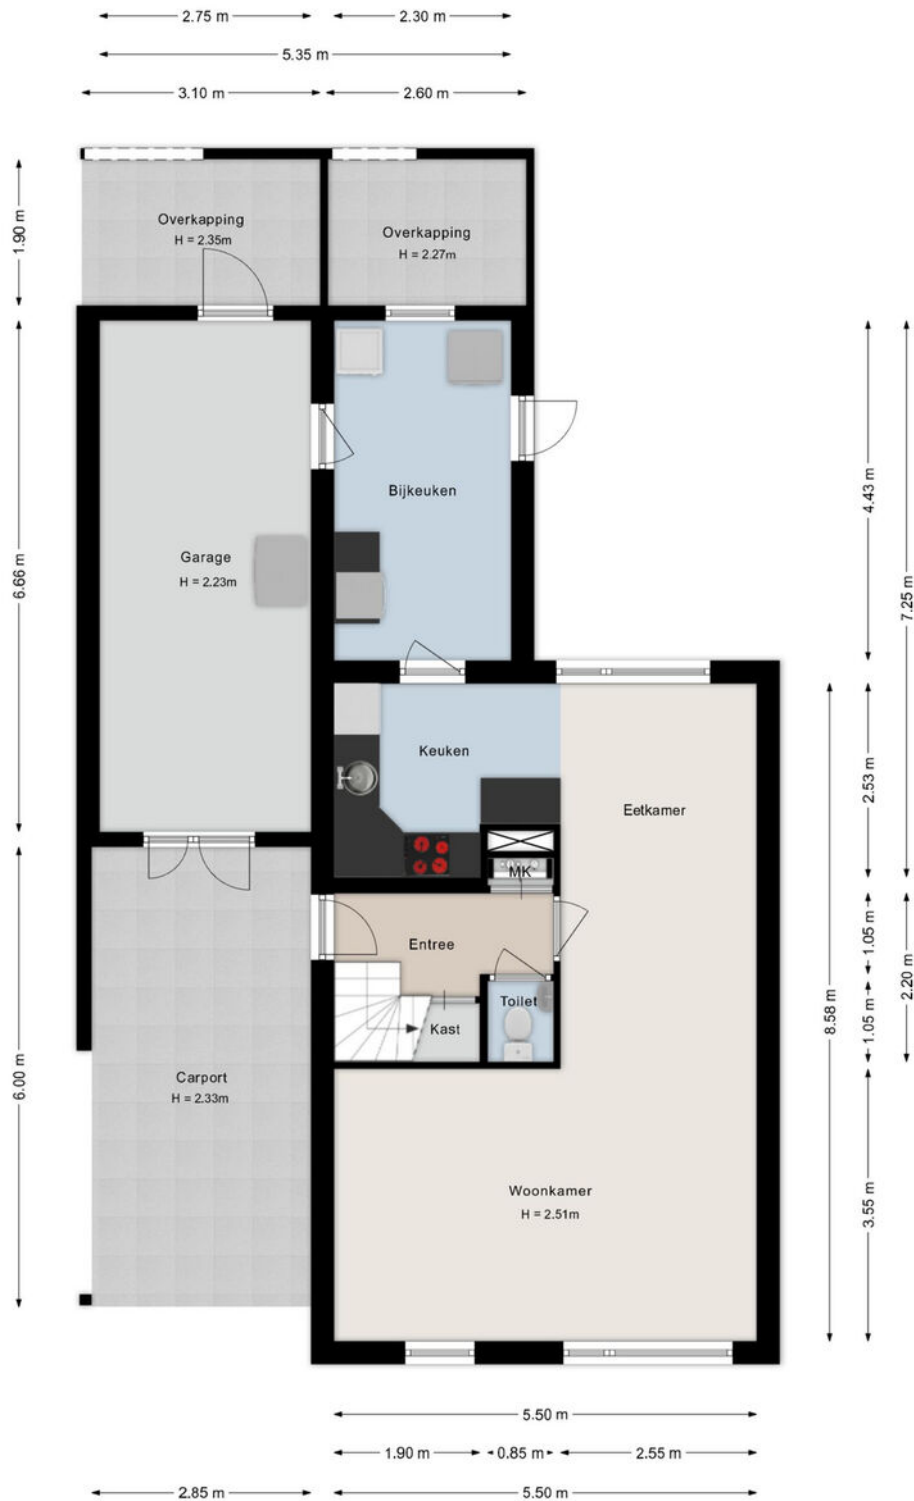 2.75 m
2.30 m
5.35 m
3.10 m
2.60 m
1.90 m
Overkapping
H = 2.35m
Overkapping
H = 2.27m
6.66 m
Garage
H = 2.23m
Bijkeuken
4.43 m
7.25 m
Keuken
Eetkamer
2.53 m
MK
Entree
Toilet
Kast
1.05 m
1.05 m
2.20 m
8.58 m
6.00 m
Carport
H = 2.33m
Woonkamer
H = 2.51m
3.55 m
5.50 m
1.90 m
0.85 m
2.55 m
2.85 m
5.50 m